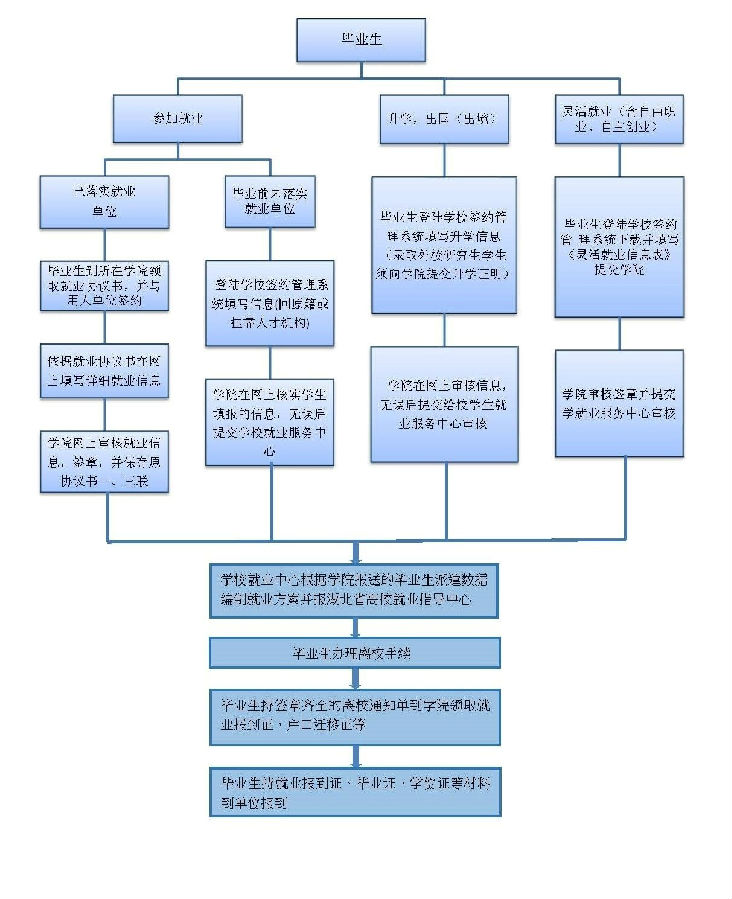 毕业生
参加就业
升学、出国（出境）
灵活就业（含自由职
业、自主创业）
已落实就业
单位
毕业前未落实
就业单位
毕业生到所在学院领
取就业协议书，并与
用人单位签约
登陆学校签约管理系
统填写信息(回原籍或
挂靠人才机构)
毕业生登陆学校签约管
理系统填写升学信息
（录取外校研究生学生
须向学院提交升学证明）
毕业生登陆学校签约
管 理系统下载并填写
《灵活就业信息表》
提交学院
依据就业协议书在网
上填写详细就业信息
学院在网上核实学生
填报的信息，无误后
提交学校就业服务中
心
学院在网上审核信息，
无误后提交给校学生就
业服务中心审核
学院审核签章并提交
学就业服务中心审核
学院网上审核就业信
息，签章，并保存原
协议书一、三联
学校就业中心根据学院报送的毕业生派遣数据
编制就业方案并报湖北省高校就业指导中心
毕业生办理离校手续
毕业生持签章齐全的离校通知单到学院领取就
业报到证、户口迁移证等
毕业生持就业报到证、毕业证、学位证等材料
到单位报到